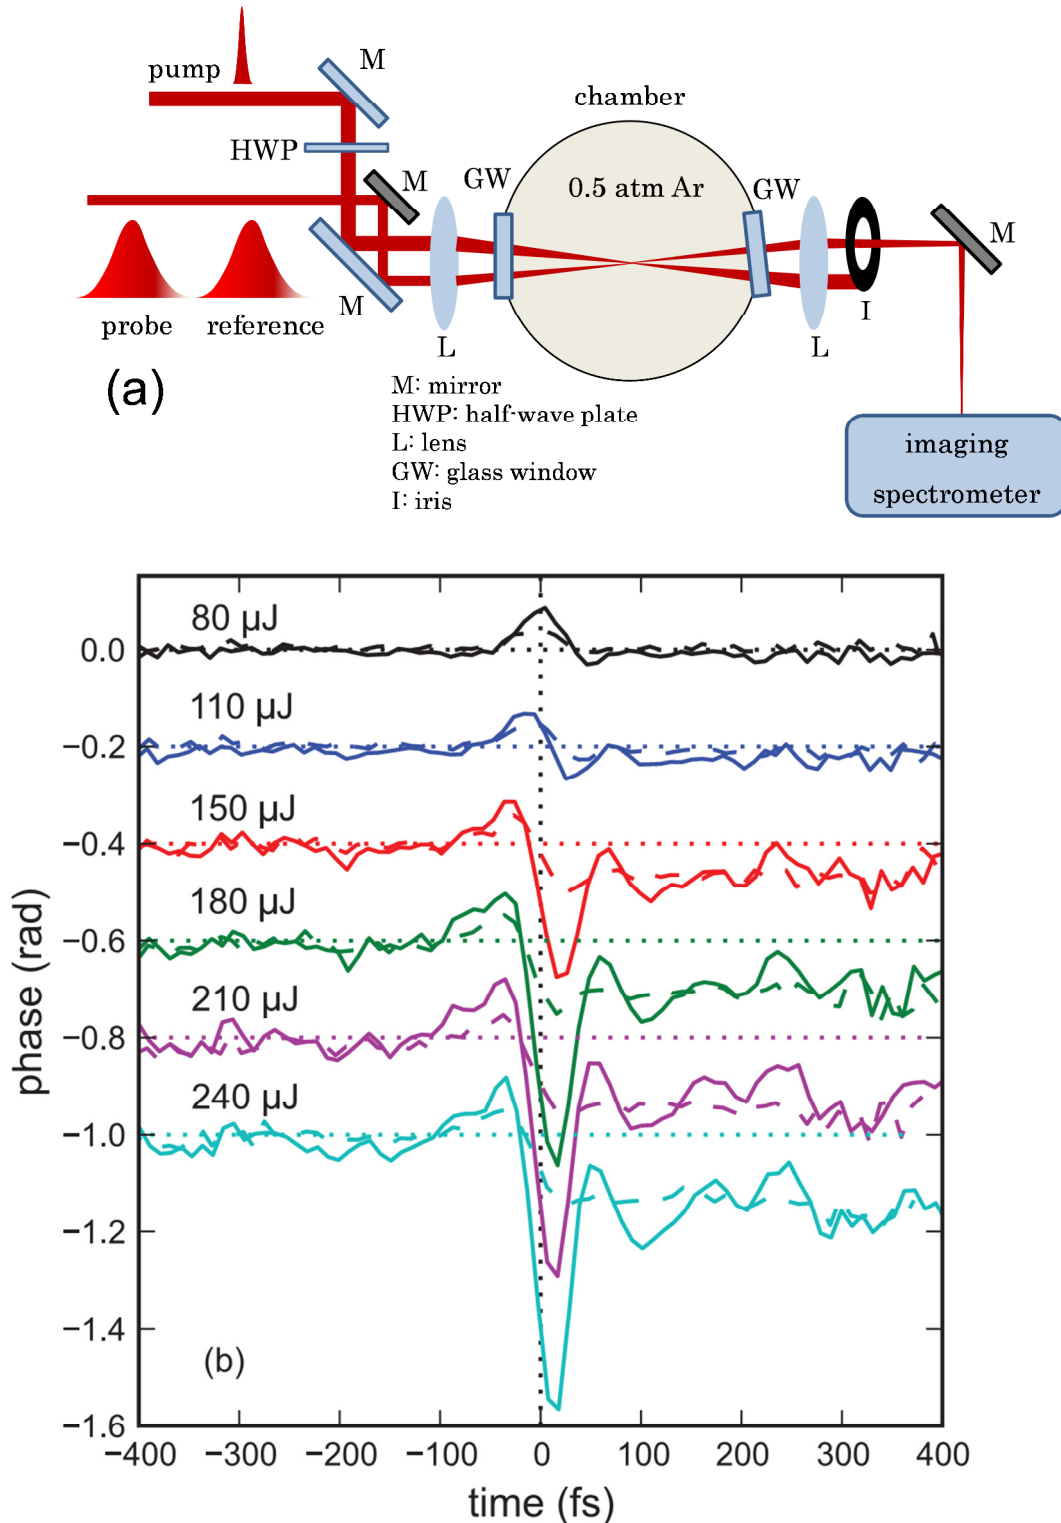 pump
M
HWP
M
GW
chamber
0.5 atm Ar
GW
M
probe
reference
M
L
L
I
(a)
M: mirror
HWP: half-wave plate
L: lens
GW: glass window
I: iris
imaging
spectrometer
80 μJ
110 μJ
150 μJ
180 μJ
210 μJ
240 μJ
(b)
0.0
−0.2
−0.4
−0.6
−0.8
−1.0
−1.2
−1.4
−1.6
phase (rad)
−400
−300
−200
−100
0
100
200
300
400
time (fs)